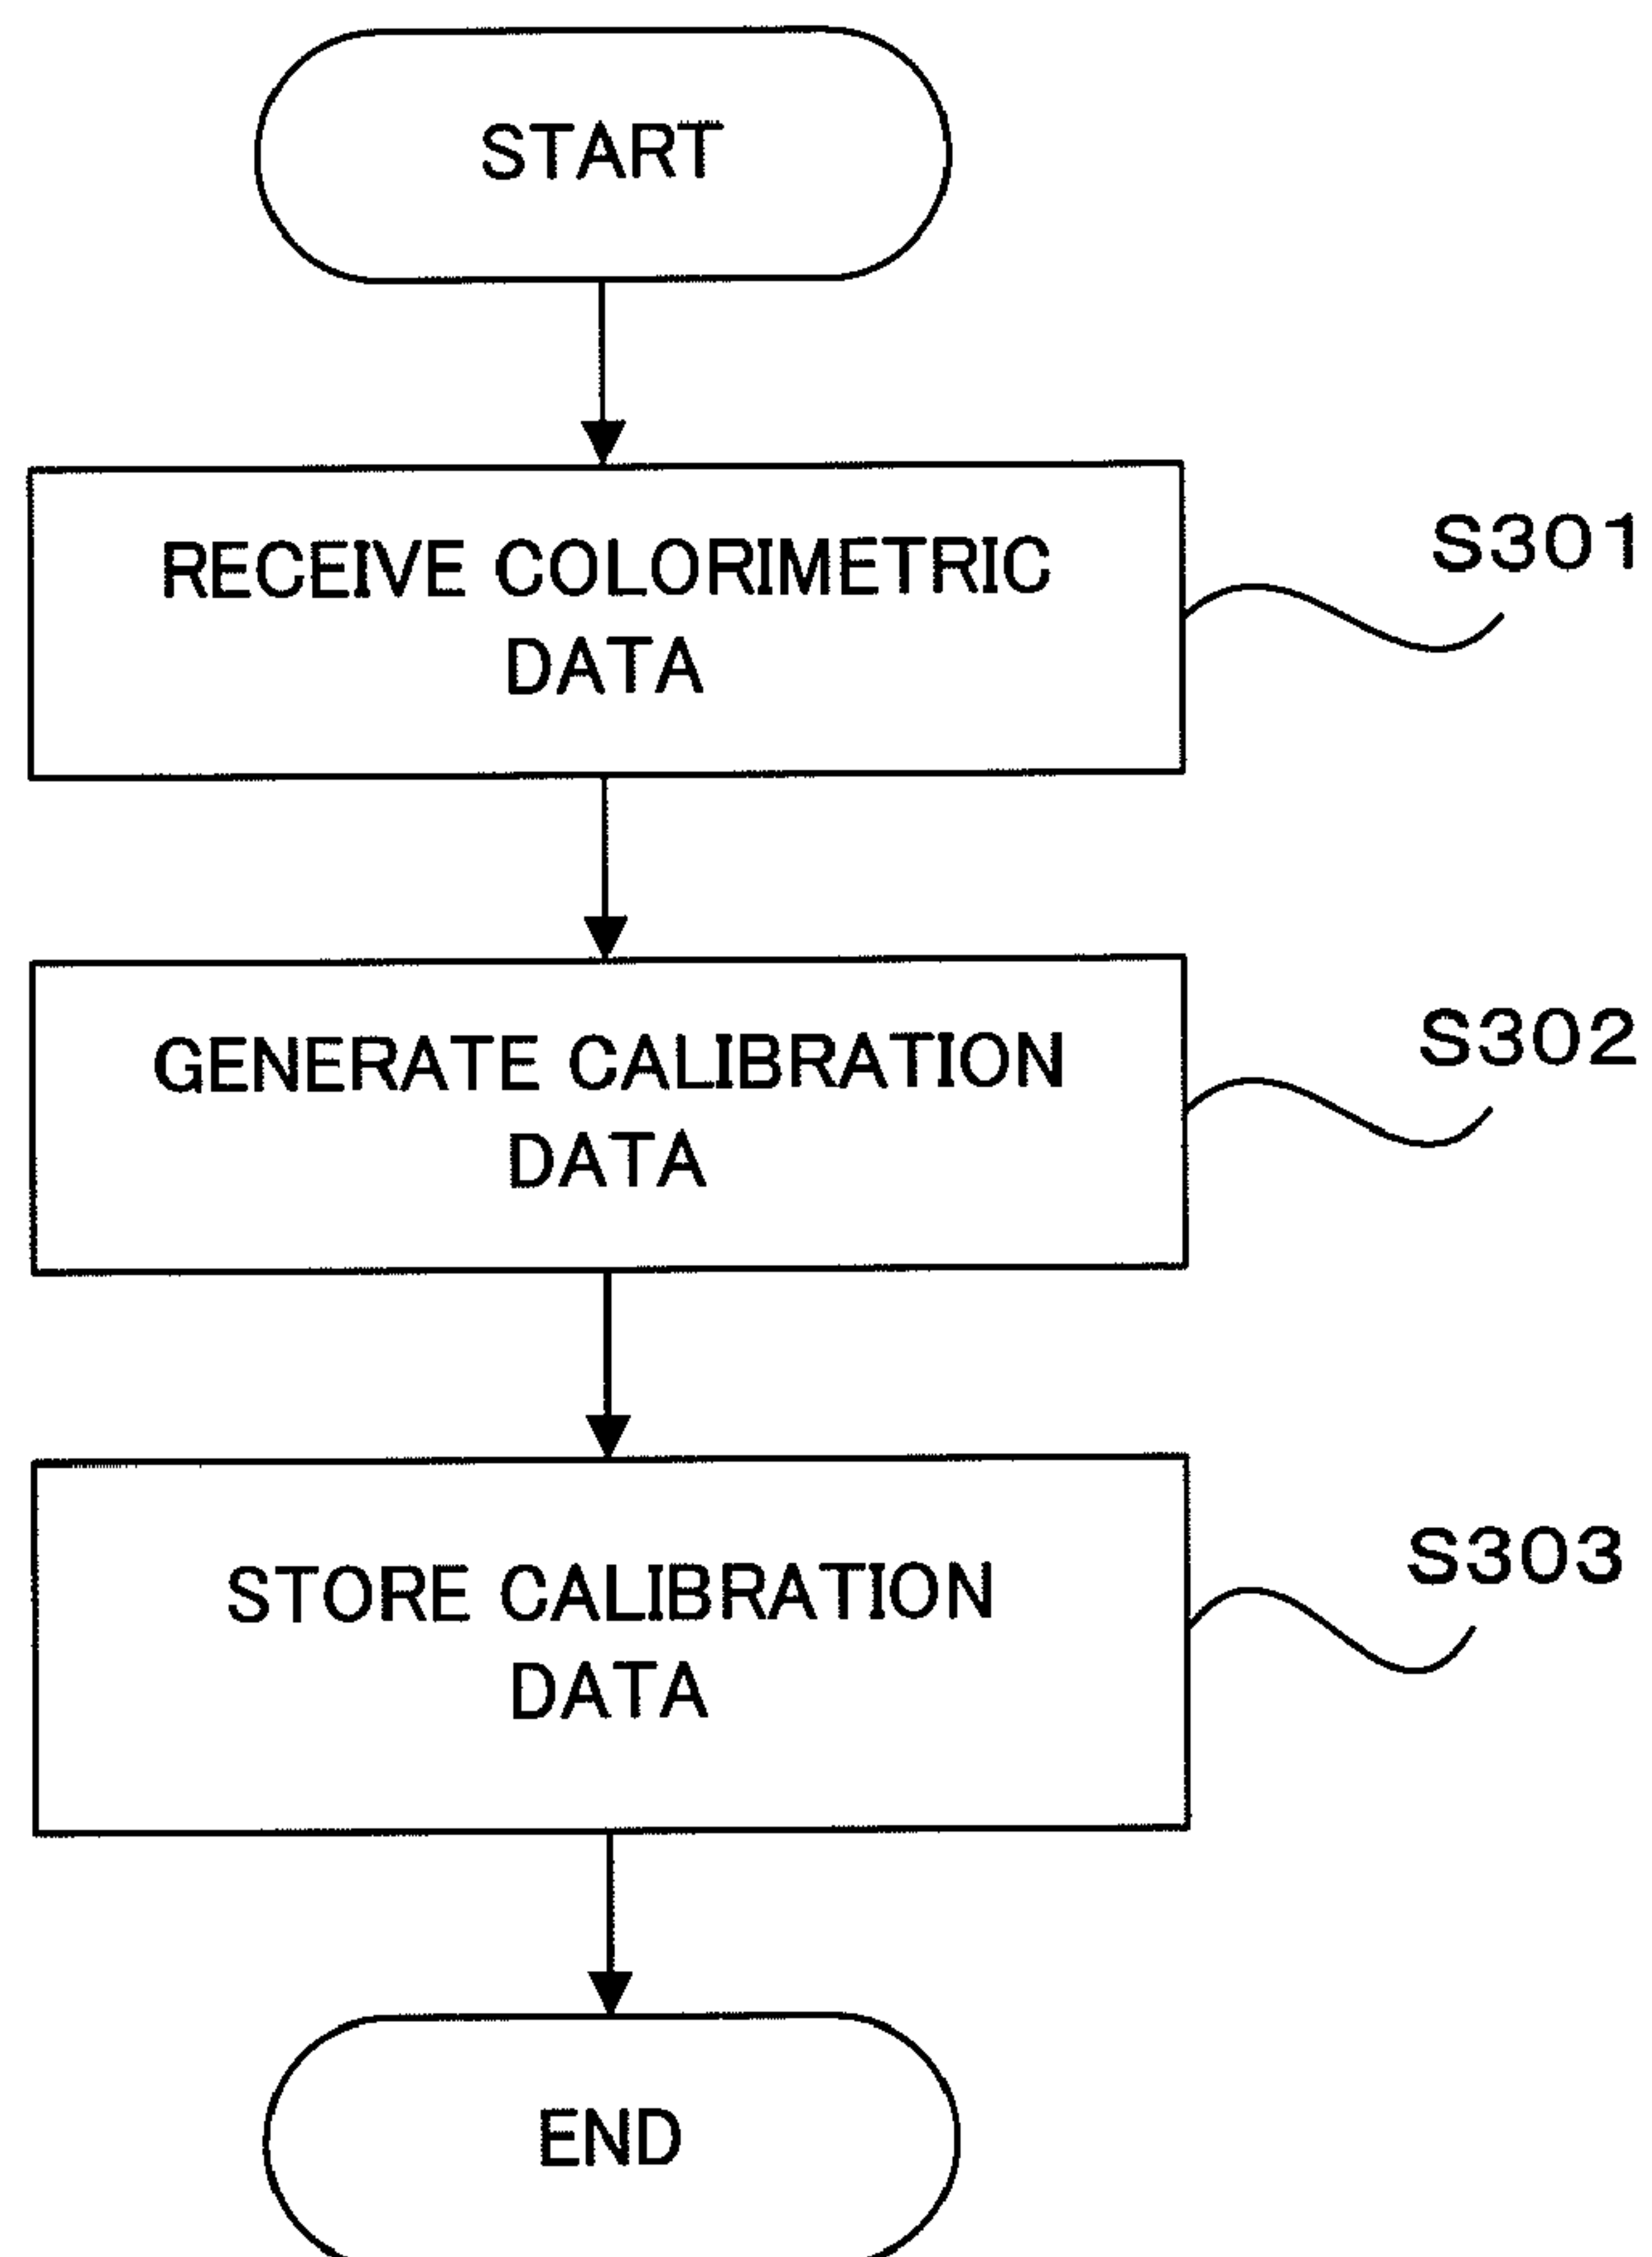 START
RECEIVE COLORIMETRIC
DATA
S301
GENERATE CALIBRATION
DATA
S302
STORE CALIBRATION
DATA
S303
END